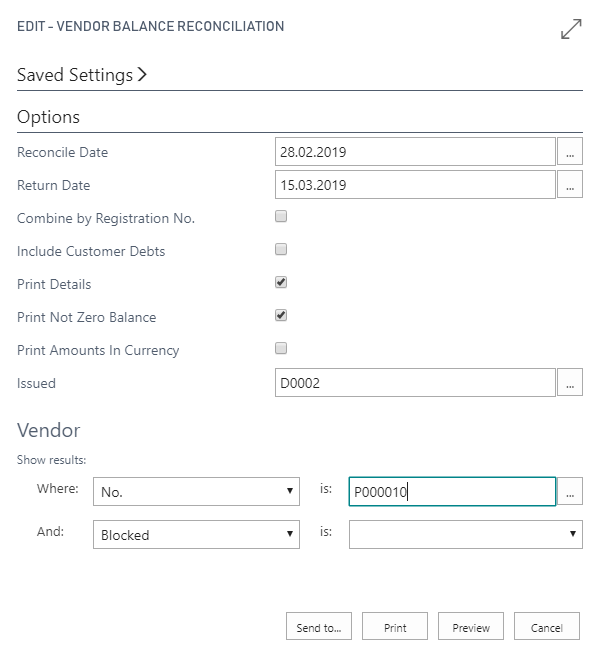 EDIT - VENDOR BALANCE RECONCILIATION
Saved Settings
Options
Reconcile Date 28.02.2019 ...
Return Date 15.03.2019 ...
Combine by Registration No.
Include Customer Debts
Print Details
Print Not Zero Balance
Print Amounts In Currency
Issued D0002 ...
Vendor
Show results:
Where: No. is: P000010 ...
And: Blocked is:
Send to... Print Preview Cancel